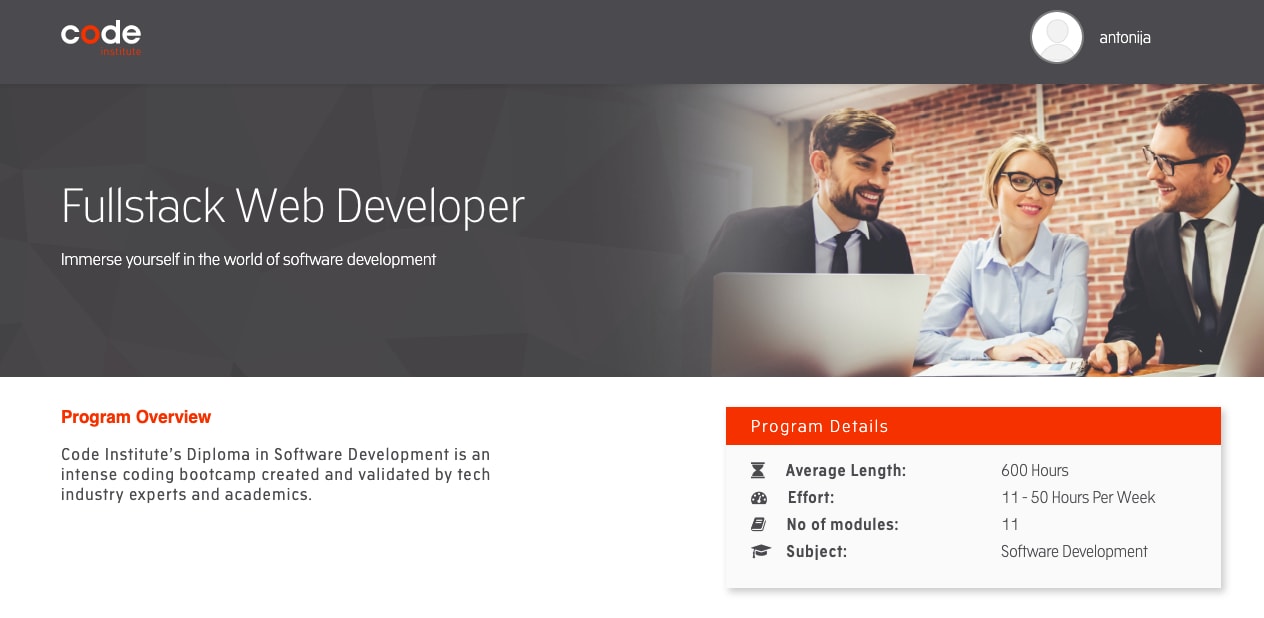 code
institute
antonija
Fullstack Web Developer
Immerse yourself in the world of software development
Program Overview
Code Institute's Diploma in Software Development is an
intense coding bootcamp created and validated by tech
industry experts and academics.
Program Details
Average Length: 600 Hours
Effort: 11 - 50 Hours Per Week
No of modules: 11
Subject: Software Development